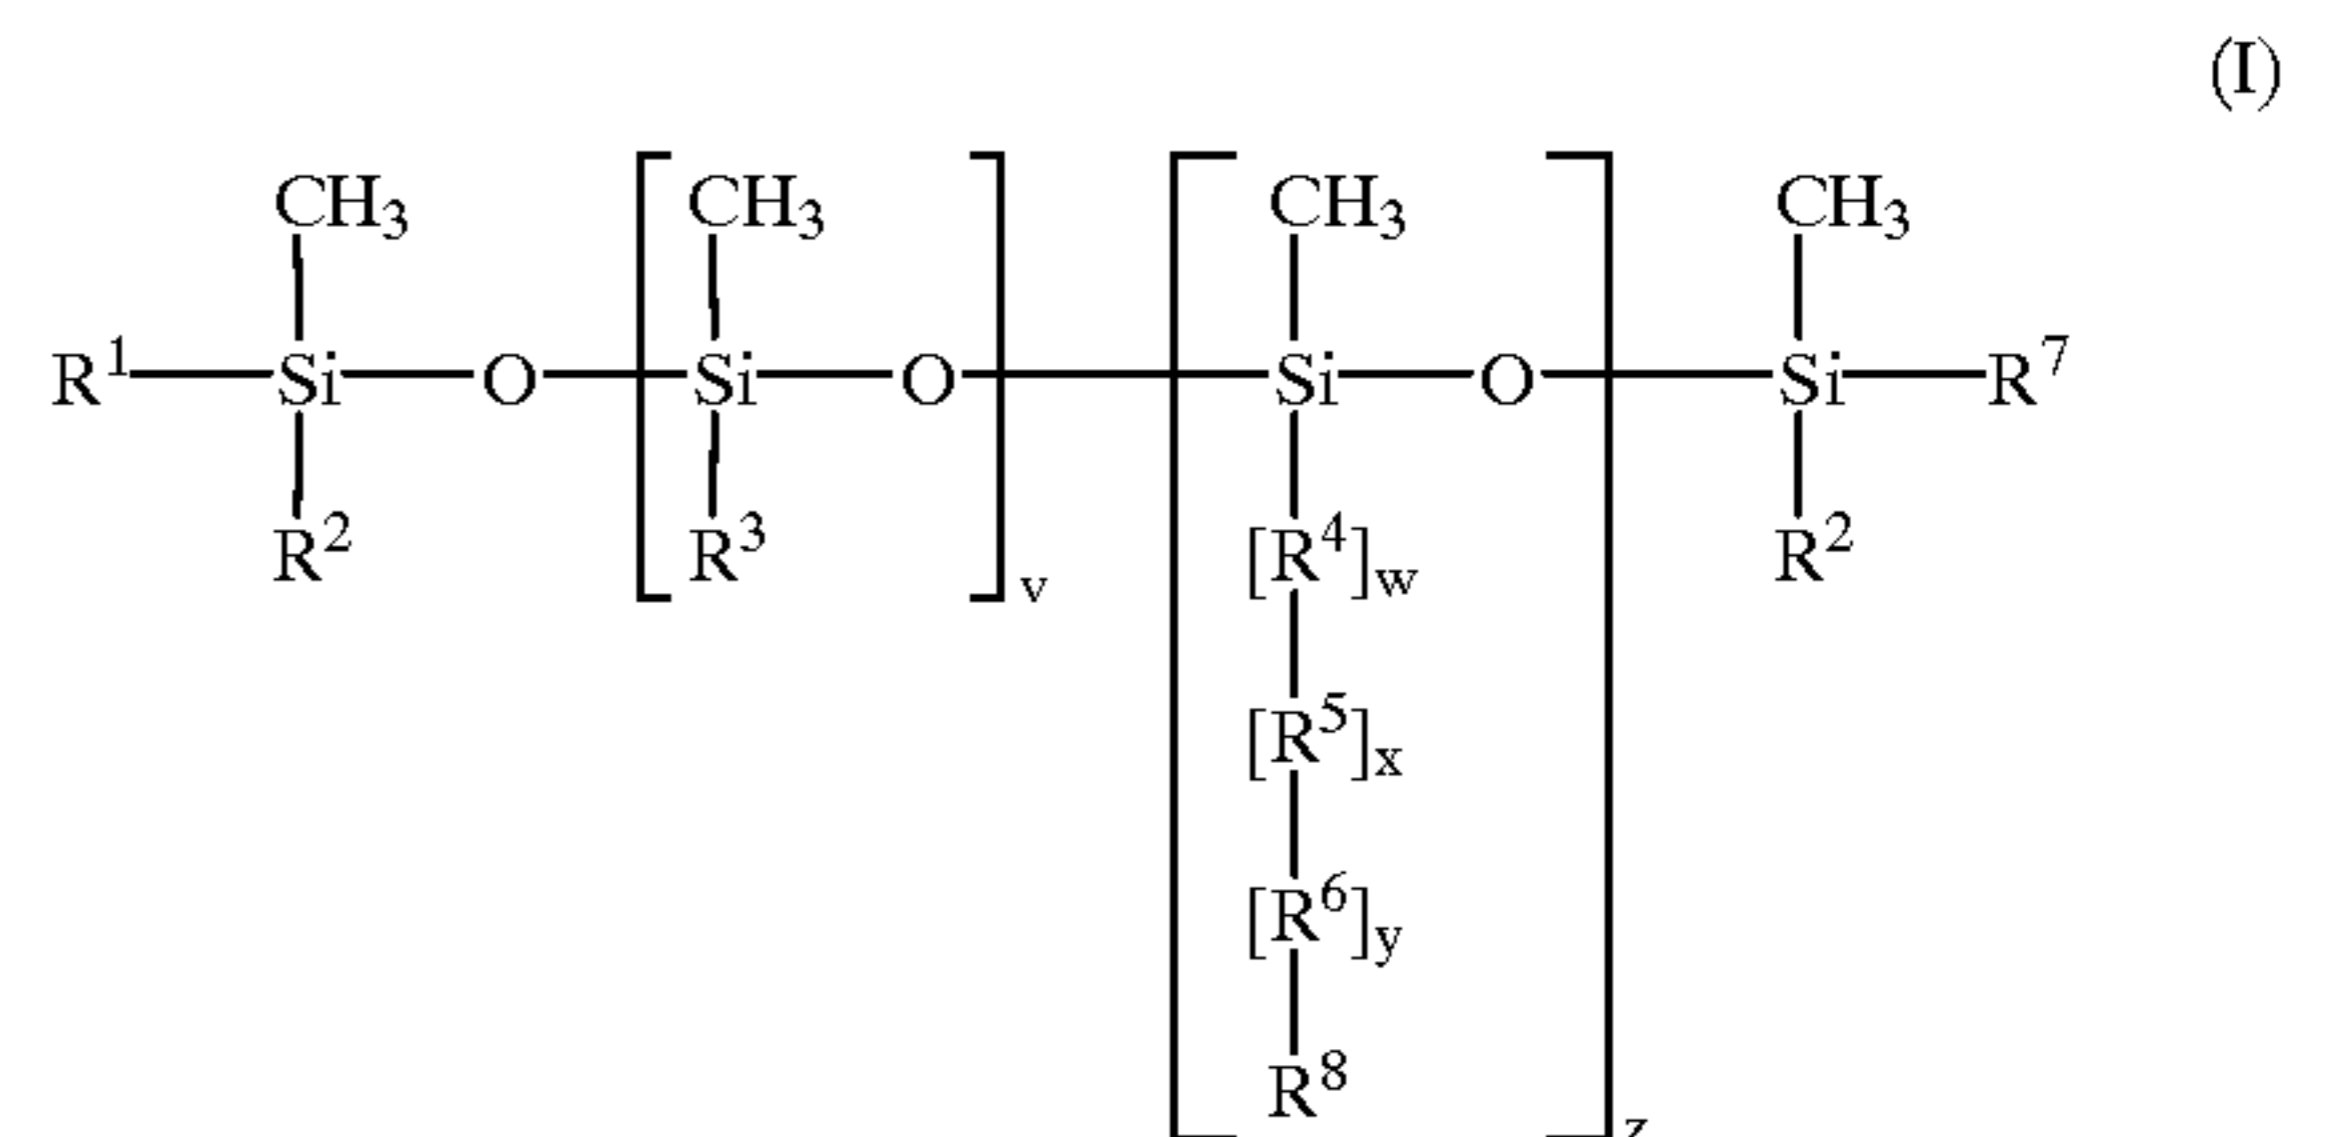 (I)
CH₃ CH₃ CH₃ CH₃
R¹ Si O Si O Si O Si R⁷
R² R³ [R⁴]w R²
v
[R⁵]x
[R⁶]y
R⁸
z